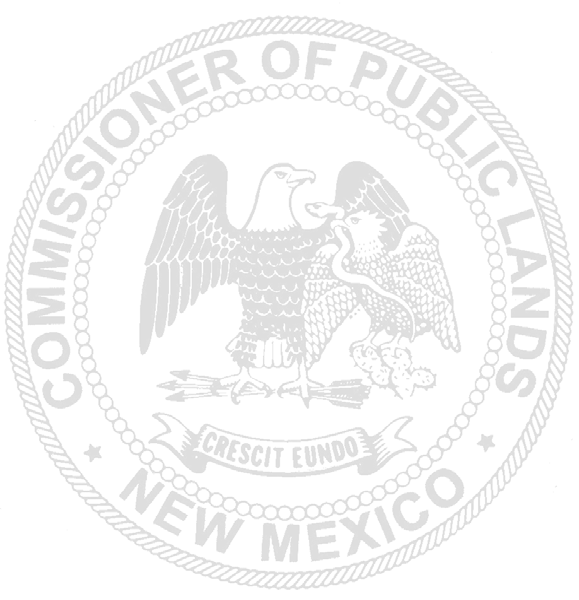 COMMISSIONER OF PUBLIC LANDS
CRESCIT EUNDO
NEW MEXICO